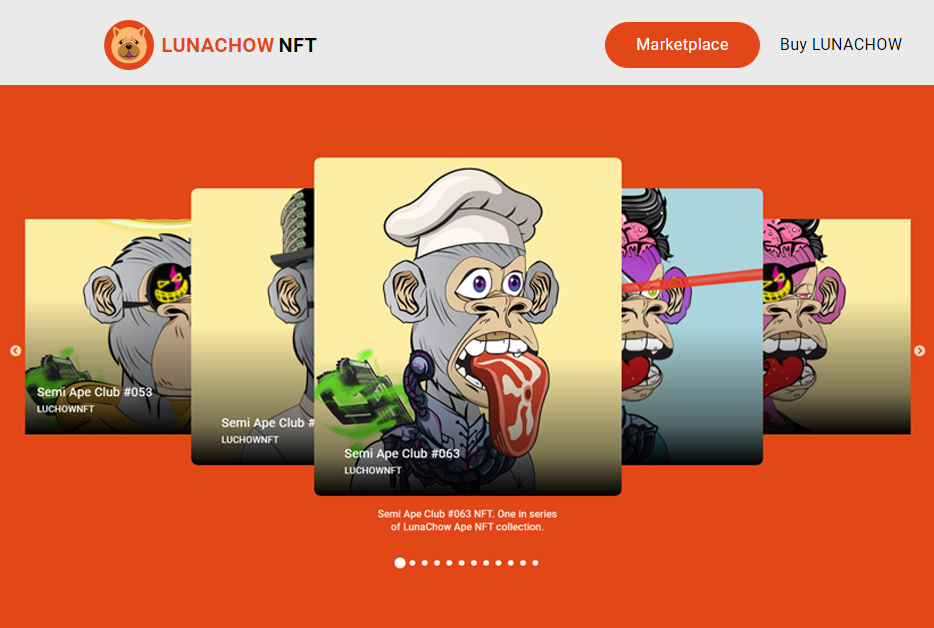 LUNACHOW NFT
Marketplace
Buy LUNACHOW
Semi Ape Club #053
LUCHOWNFT
Semi Ape Club #
LUCHOWNFT
Semi Ape Club #063
LUCHOWNFT
Semi Ape Club #063 NFT. One in series
of LunaChow Ape NFT collection.